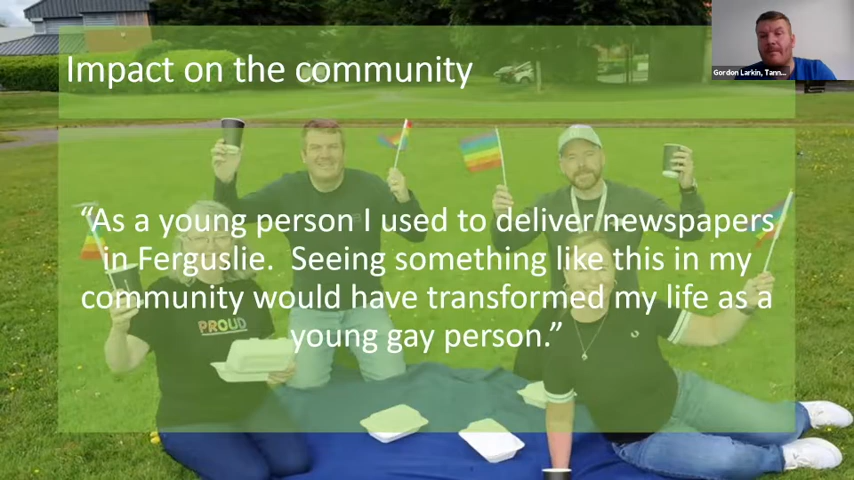 Impact on the community
Gordon Larkin, Tann...
“As a young person I used to deliver newspapers
in Ferguslie.  Seeing something like this in my
community would have transformed my life as a
young gay person.”
PROUD